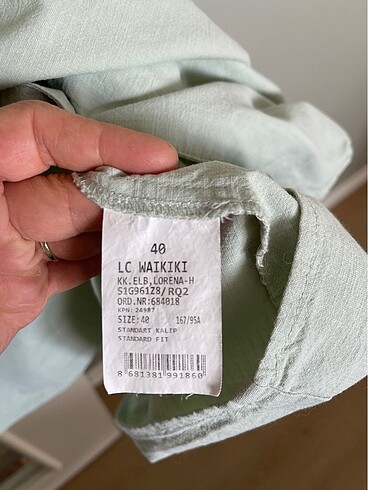 40
LC WAIKIKI
KK.ELB,LORENA-H
S1G961Z8/RQ2
ORD.NR:684018
KPN: 24987
SIZE:40 167/95A
STANDART KALIP
STANDARD FIT
8 681381 991860